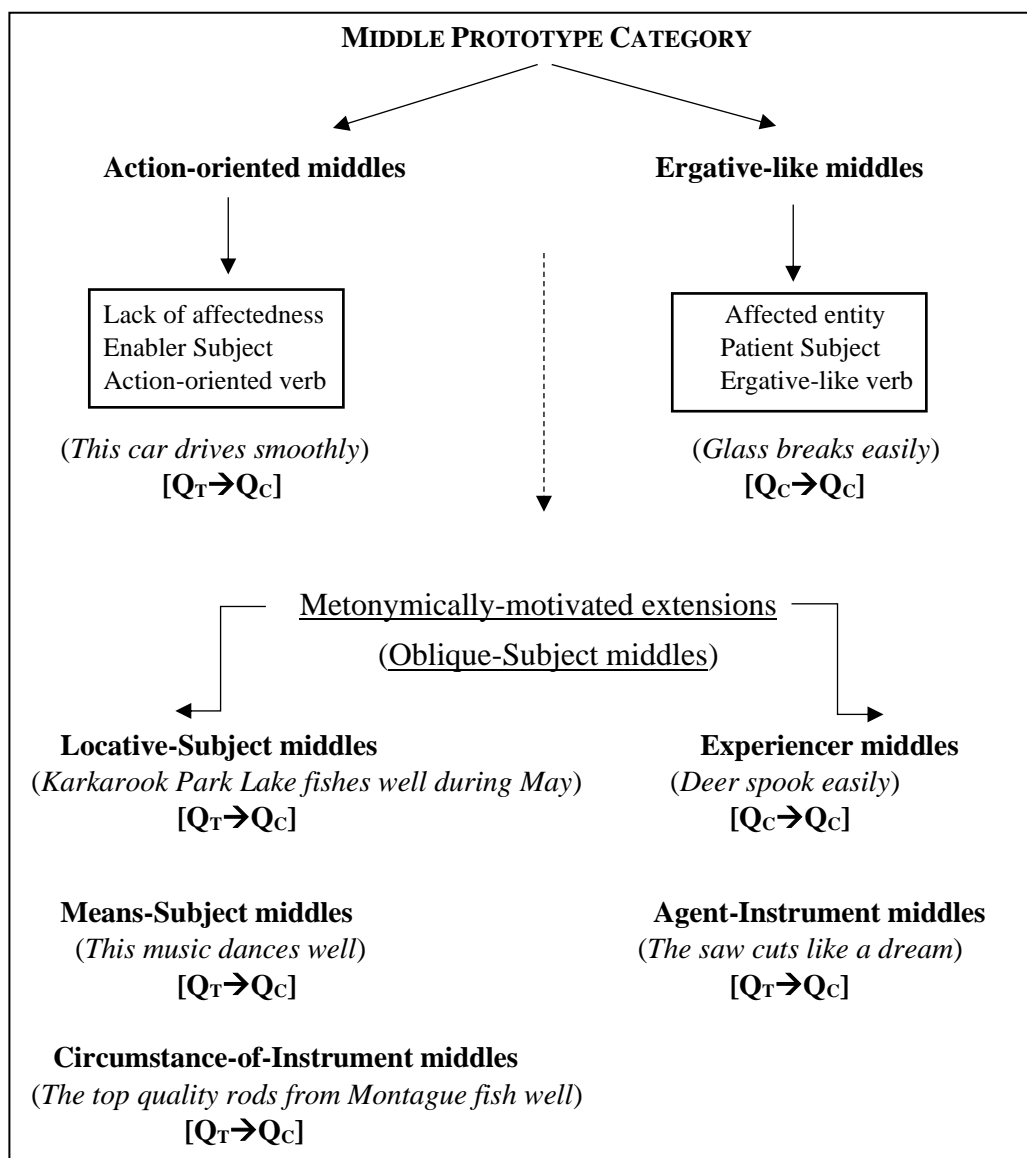 MIDDLE PROTOTYPE CATEGORY
Action-oriented middles
Lack of affectedness
Enabler Subject
Action-oriented verb
(This car drives smoothly)
[QT→QC]
Ergative-like middles
Affected entity
Patient Subject
Ergative-like verb
(Glass breaks easily)
[QC→QC]
Metonymically-motivated extensions
(Oblique-Subject middles)
Locative-Subject middles
(Karkarook Park Lake fishes well during May)
[QT→QC]
Experiencer middles
(Deer spook easily)
[QC→QC]
Means-Subject middles
(This music dances well)
[QT→QC]
Agent-Instrument middles
(The saw cuts like a dream)
[QT→QC]
Circumstance-of-Instrument middles
(The top quality rods from Montague fish well)
[QT→QC]